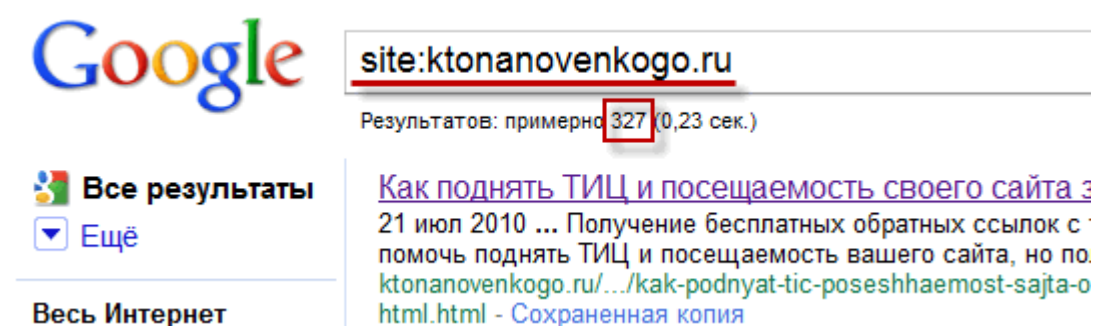 Google
site:ktonanovenkogo.ru
Результатов: примерно 327 (0,23 сек.)
Все результаты
Ещё
Весь Интернет
Как поднять ТИЦ и посещаемость своего сайта
21 июл 2010 ... Получение бесплатных обратных ссылок с
помочь поднять ТИЦ и посещаемость вашего сайта, но
ktonanovenkogo.ru/.../kak-podnyat-tic-poseshhaemost-sajta-o
html.html - Сохраненная копия